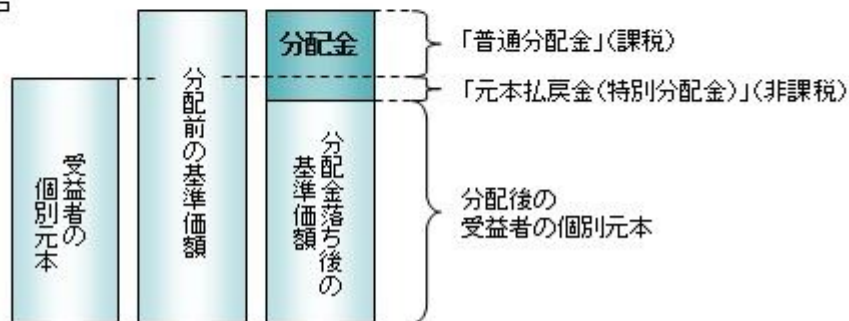 分配金
「普通分配金」(課税)
「元本払戻金(特別分配金)」(非課税)
受益者の
個別元本
分配前の基準価額
分配金落ち後の
基準価額
分配後の
受益者の個別元本